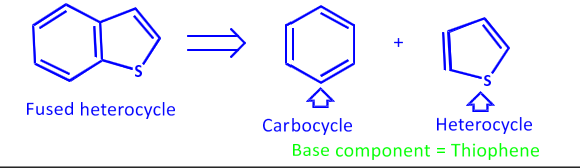 S
+
S
Fused heterocycle
Carbocycle
Heterocycle
Base component = Thiophene